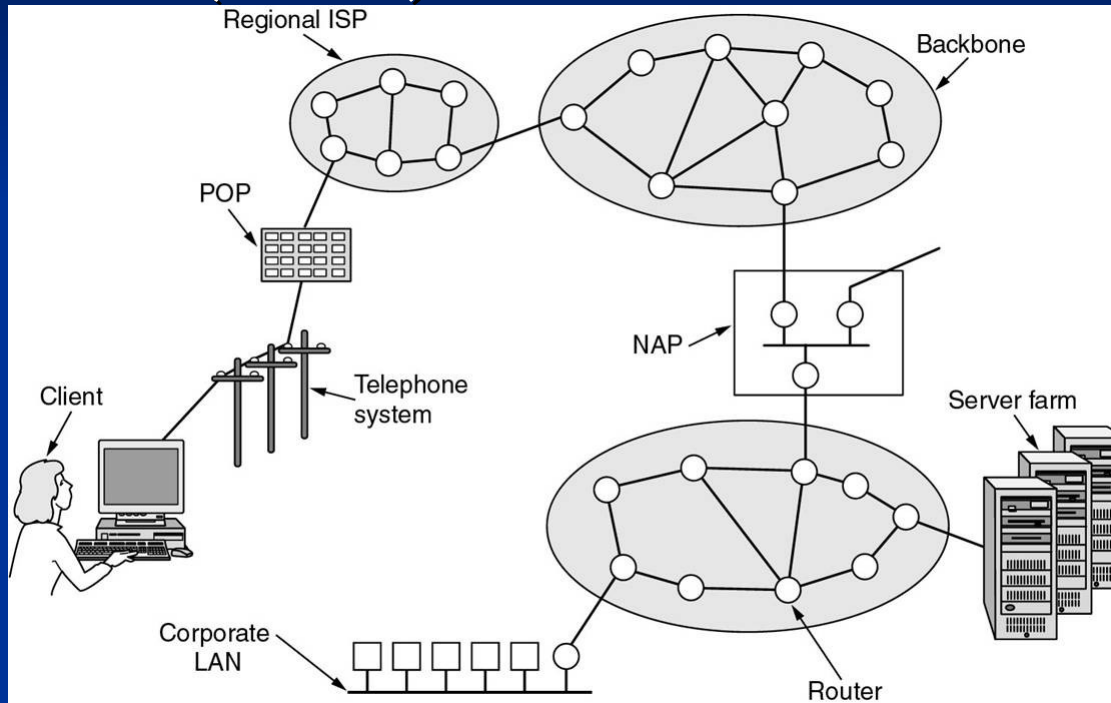 Regional ISP
Backbone
POP
NAP
Telephone
system
Client
Server farm
Corporate
LAN
Router